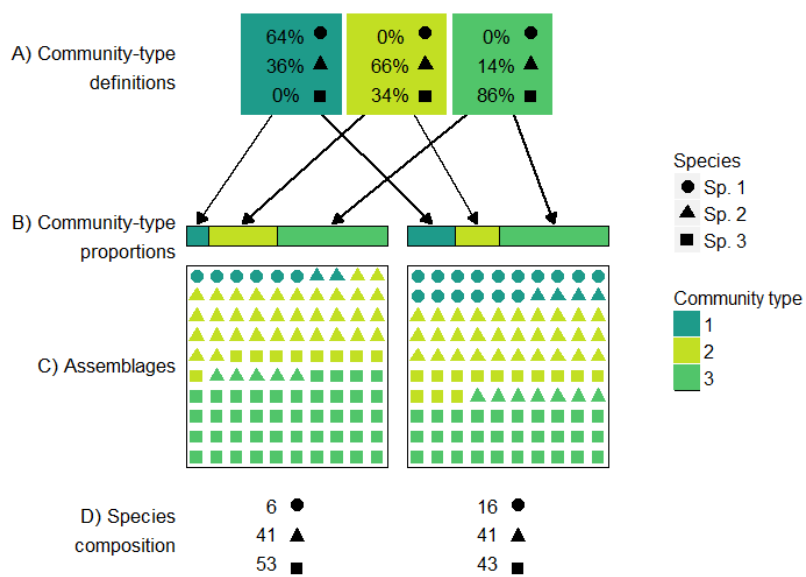 A) Community-type
definitions
64%
36%
0%
0%
66%
34%
0%
14%
86%
Species
Sp. 1
Sp. 2
Sp. 3
B) Community-type
proportions
Community type
1
2
3
C) Assemblages
D) Species
composition
6
41
53
16
41
43